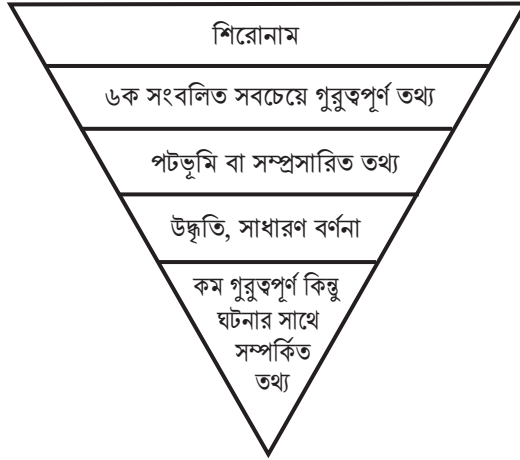 শিরোনাম
৬ক সংবলিত সবচেয়ে গুরুত্বপূর্ণ তথ্য
পটভূমি বা সম্প্রসারিত তথ্য
উদ্ধৃতি, সাধারণ বর্ণনা
কম গুরুত্বপূর্ণ কিন্তু
ঘটনার সাথে
সম্পর্কিত
তথ্য